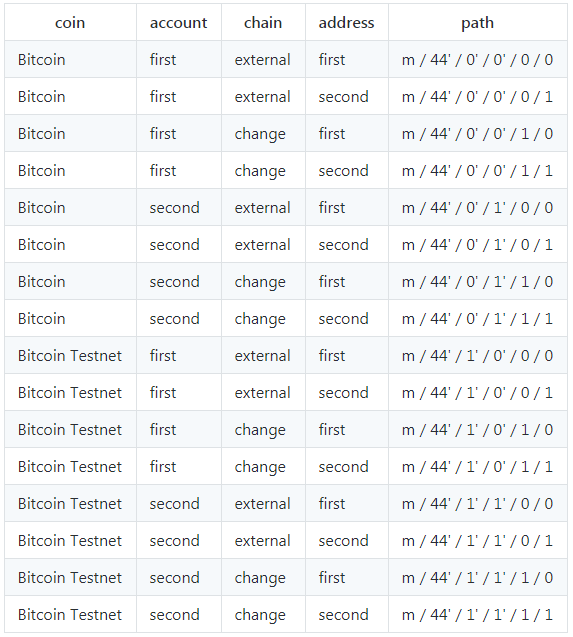 coin account chain address path
Bitcoin first external first m / 44' / 0' / 0' / 0 / 0
Bitcoin first external second m / 44' / 0' / 0' / 0 / 1
Bitcoin first change first m / 44' / 0' / 0' / 1 / 0
Bitcoin first change second m / 44' / 0' / 0' / 1 / 1
Bitcoin second external first m / 44' / 0' / 1' / 0 / 0
Bitcoin second external second m / 44' / 0' / 1' / 0 / 1
Bitcoin second change first m / 44' / 0' / 1' / 1 / 0
Bitcoin second change second m / 44' / 0' / 1' / 1 / 1
Bitcoin Testnet first external first m / 44' / 1' / 0' / 0 / 0
Bitcoin Testnet first external second m / 44' / 1' / 0' / 0 / 1
Bitcoin Testnet first change first m / 44' / 1' / 0' / 1 / 0
Bitcoin Testnet first change second m / 44' / 1' / 0' / 1 / 1
Bitcoin Testnet second external first m / 44' / 1' / 1' / 0 / 0
Bitcoin Testnet second external second m / 44' / 1' / 1' / 0 / 1
Bitcoin Testnet second change first m / 44' / 1' / 1' / 1 / 0
Bitcoin Testnet second change second m / 44' / 1' / 1' / 1 / 1